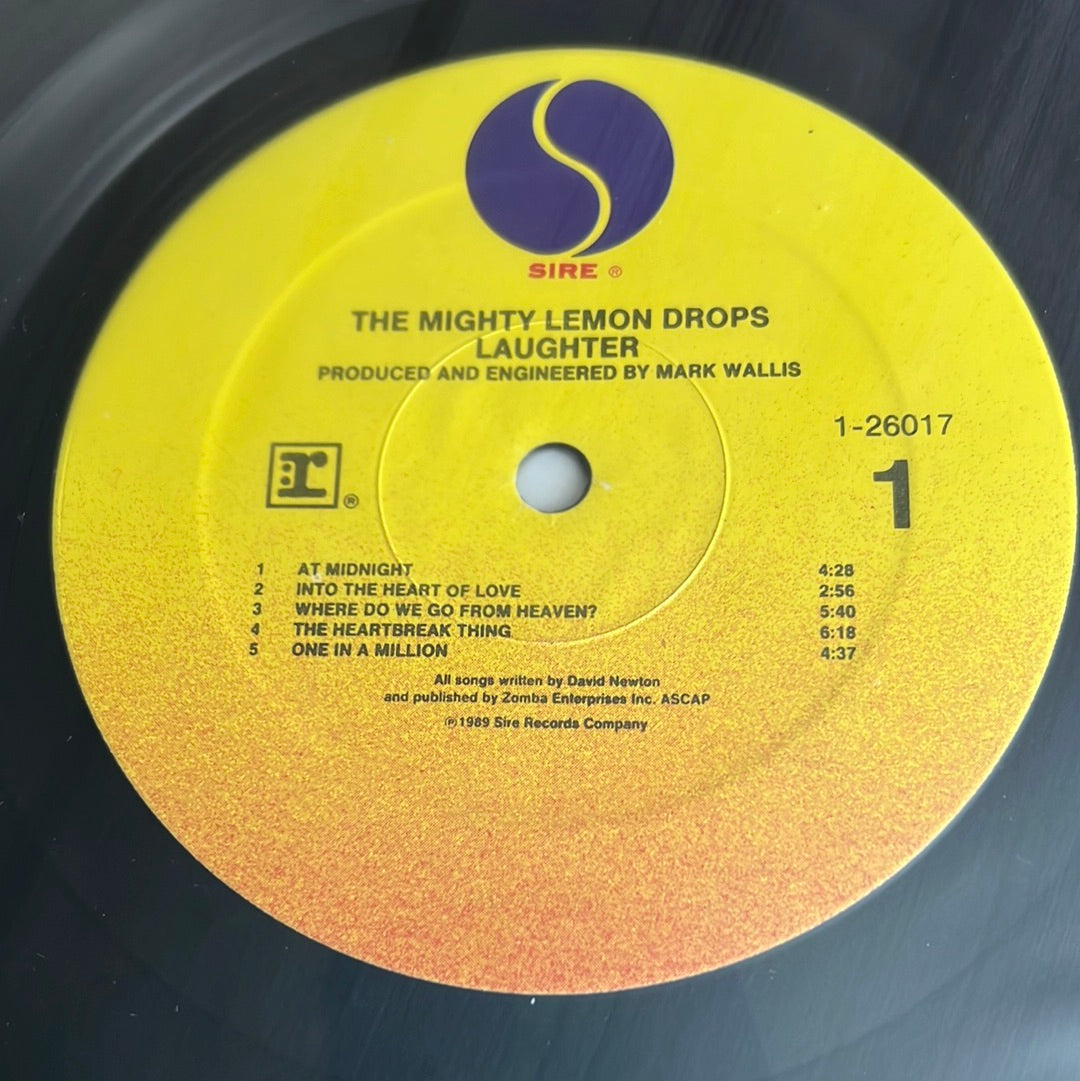 SIRE ®
THE MIGHTY LEMON DROPS
LAUGHTER
PRODUCED AND ENGINEERED BY MARK WALLIS
1-26017
r ®
1
1 AT MIDNIGHT 4:28
2 INTO THE HEART OF LOVE 2:56
3 WHERE DO WE GO FROM HEAVEN? 5:40
4 THE HEARTBREAK THING 6:18
5 ONE IN A MILLION 4:37
All songs written by David Newton
and published by Zomba Enterprises Inc. ASCAP
℗ 1989 Sire Records Company